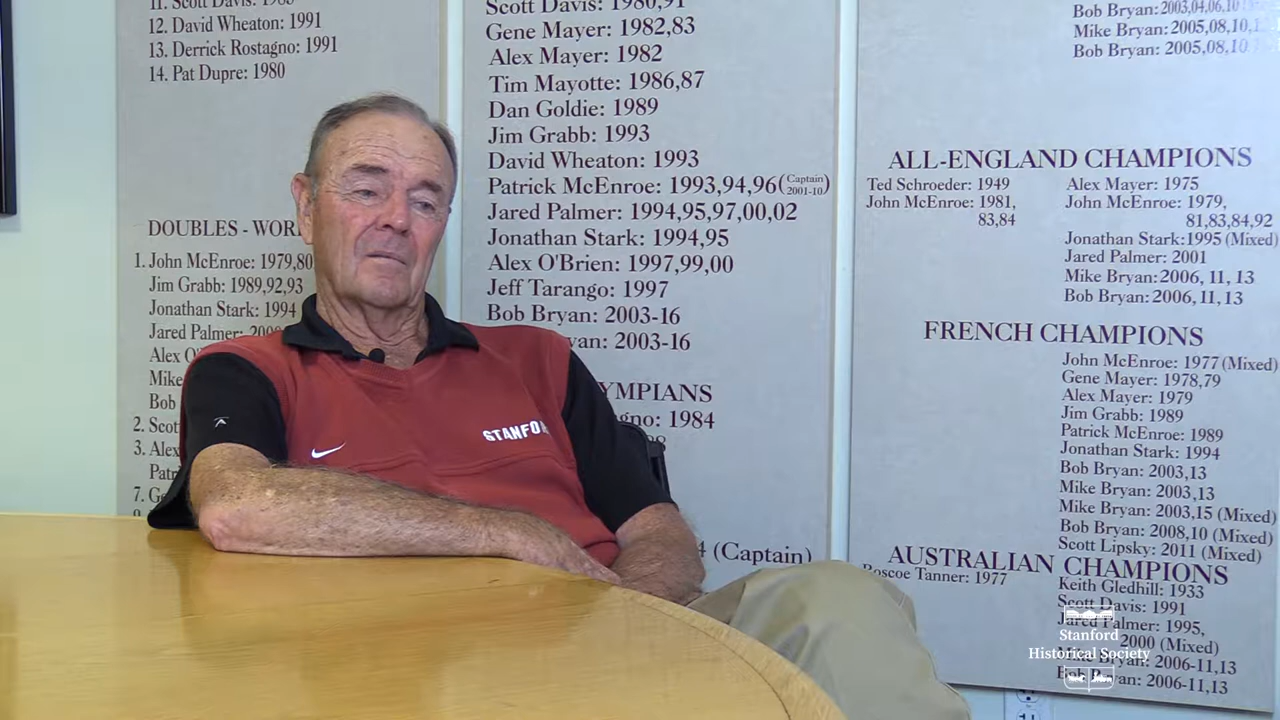 11. Scott Davis: 1983
12. David Wheaton: 1991
13. Derrick Rostagno: 1991
14. Pat Dupre: 1980
DOUBLES - WOR
1. John McEnroe: 1979,80
Jim Grabb: 1989,92,93
Jonathan Stark: 1994
Jared Palmer: 200
Alex O'
Mike
Bob
2. Scott
3. Alex
Patr
7. Ge
Scott Davis: 1980,91
Gene Mayer: 1982,83
Alex Mayer: 1982
Tim Mayotte: 1986,87
Dan Goldie: 1989
Jim Grabb: 1993
David Wheaton: 1993
Patrick McEnroe: 1993,94,96 (Captain 2001-10)
Jared Palmer: 1994,95,97,00,02
Jonathan Stark: 1994,95
Alex O'Brien: 1997,99,00
Jeff Tarango: 1997
Bob Bryan: 2003-16
yan: 2003-16
YMPIANS
gno: 1984
4 (Captain)
Bob Bryan: 2003,04,06,10
Mike Bryan: 2005,08,10,
Bob Bryan: 2005,08,10
ALL-ENGLAND CHAMPIONS
Ted Schroeder: 1949
John McEnroe: 1981,
83,84
Alex Mayer: 1975
John McEnroe: 1979,
81,83,84,92
Jonathan Stark:1995 (Mixed)
Jared Palmer: 2001
Mike Bryan: 2006, 11, 13
Bob Bryan: 2006, 11, 13
FRENCH CHAMPIONS
John McEnroe: 1977 (Mixed)
Gene Mayer: 1978,79
Alex Mayer: 1979
Jim Grabb: 1989
Patrick McEnroe: 1989
Jonathan Stark: 1994
Bob Bryan: 2003,13
Mike Bryan: 2003,13
Mike Bryan: 2003,15 (Mixed)
Bob Bryan: 2008,10 (Mixed)
Scott Lipsky: 2011 (Mixed)
AUSTRALIAN CHAMPIONS
Roscoe Tanner: 1977
Keith Gledhill: 1933
Scott Davis: 1991
Jared Palmer: 1995,
2000 (Mixed)
Mike Bryan: 2006-11,13
Bob Bryan: 2006-11,13
STANFO
Stanford
Historical Society